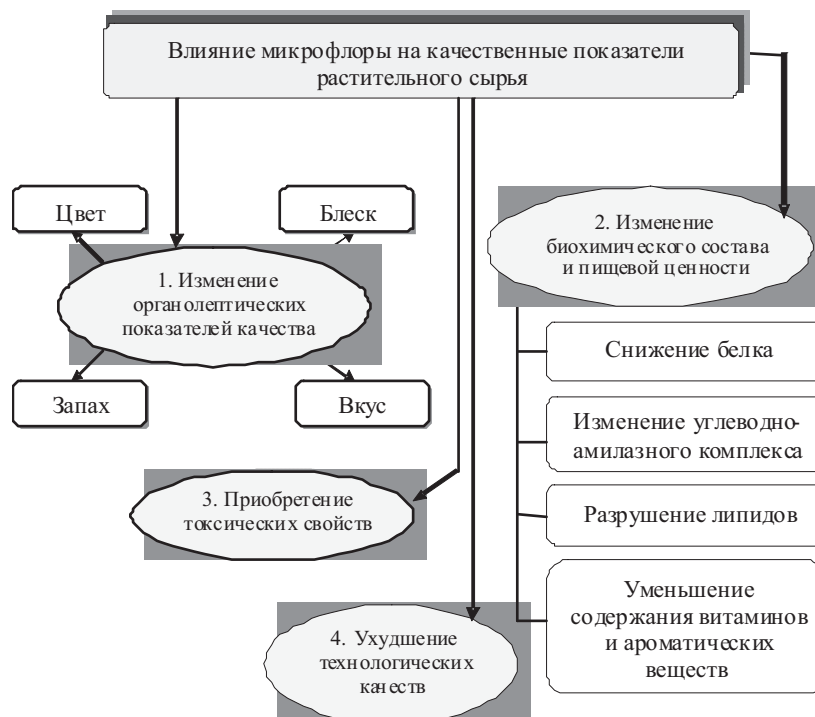 Влияние микрофлоры на качественные показатели
растительного сырья
Цвет
Блеск
1. Изменение
органолептических
показателей качества
Запах
Вкус
2. Изменение
биохимического состава
и пищевой ценности
Снижение белка
Изменение углеводно-
амилазного комплекса
Разрушение липидов
Уменьшение
содержания витаминов
и ароматических
веществ
3. Приобретение
токсических свойств
4. Ухудшение
технологических
качеств